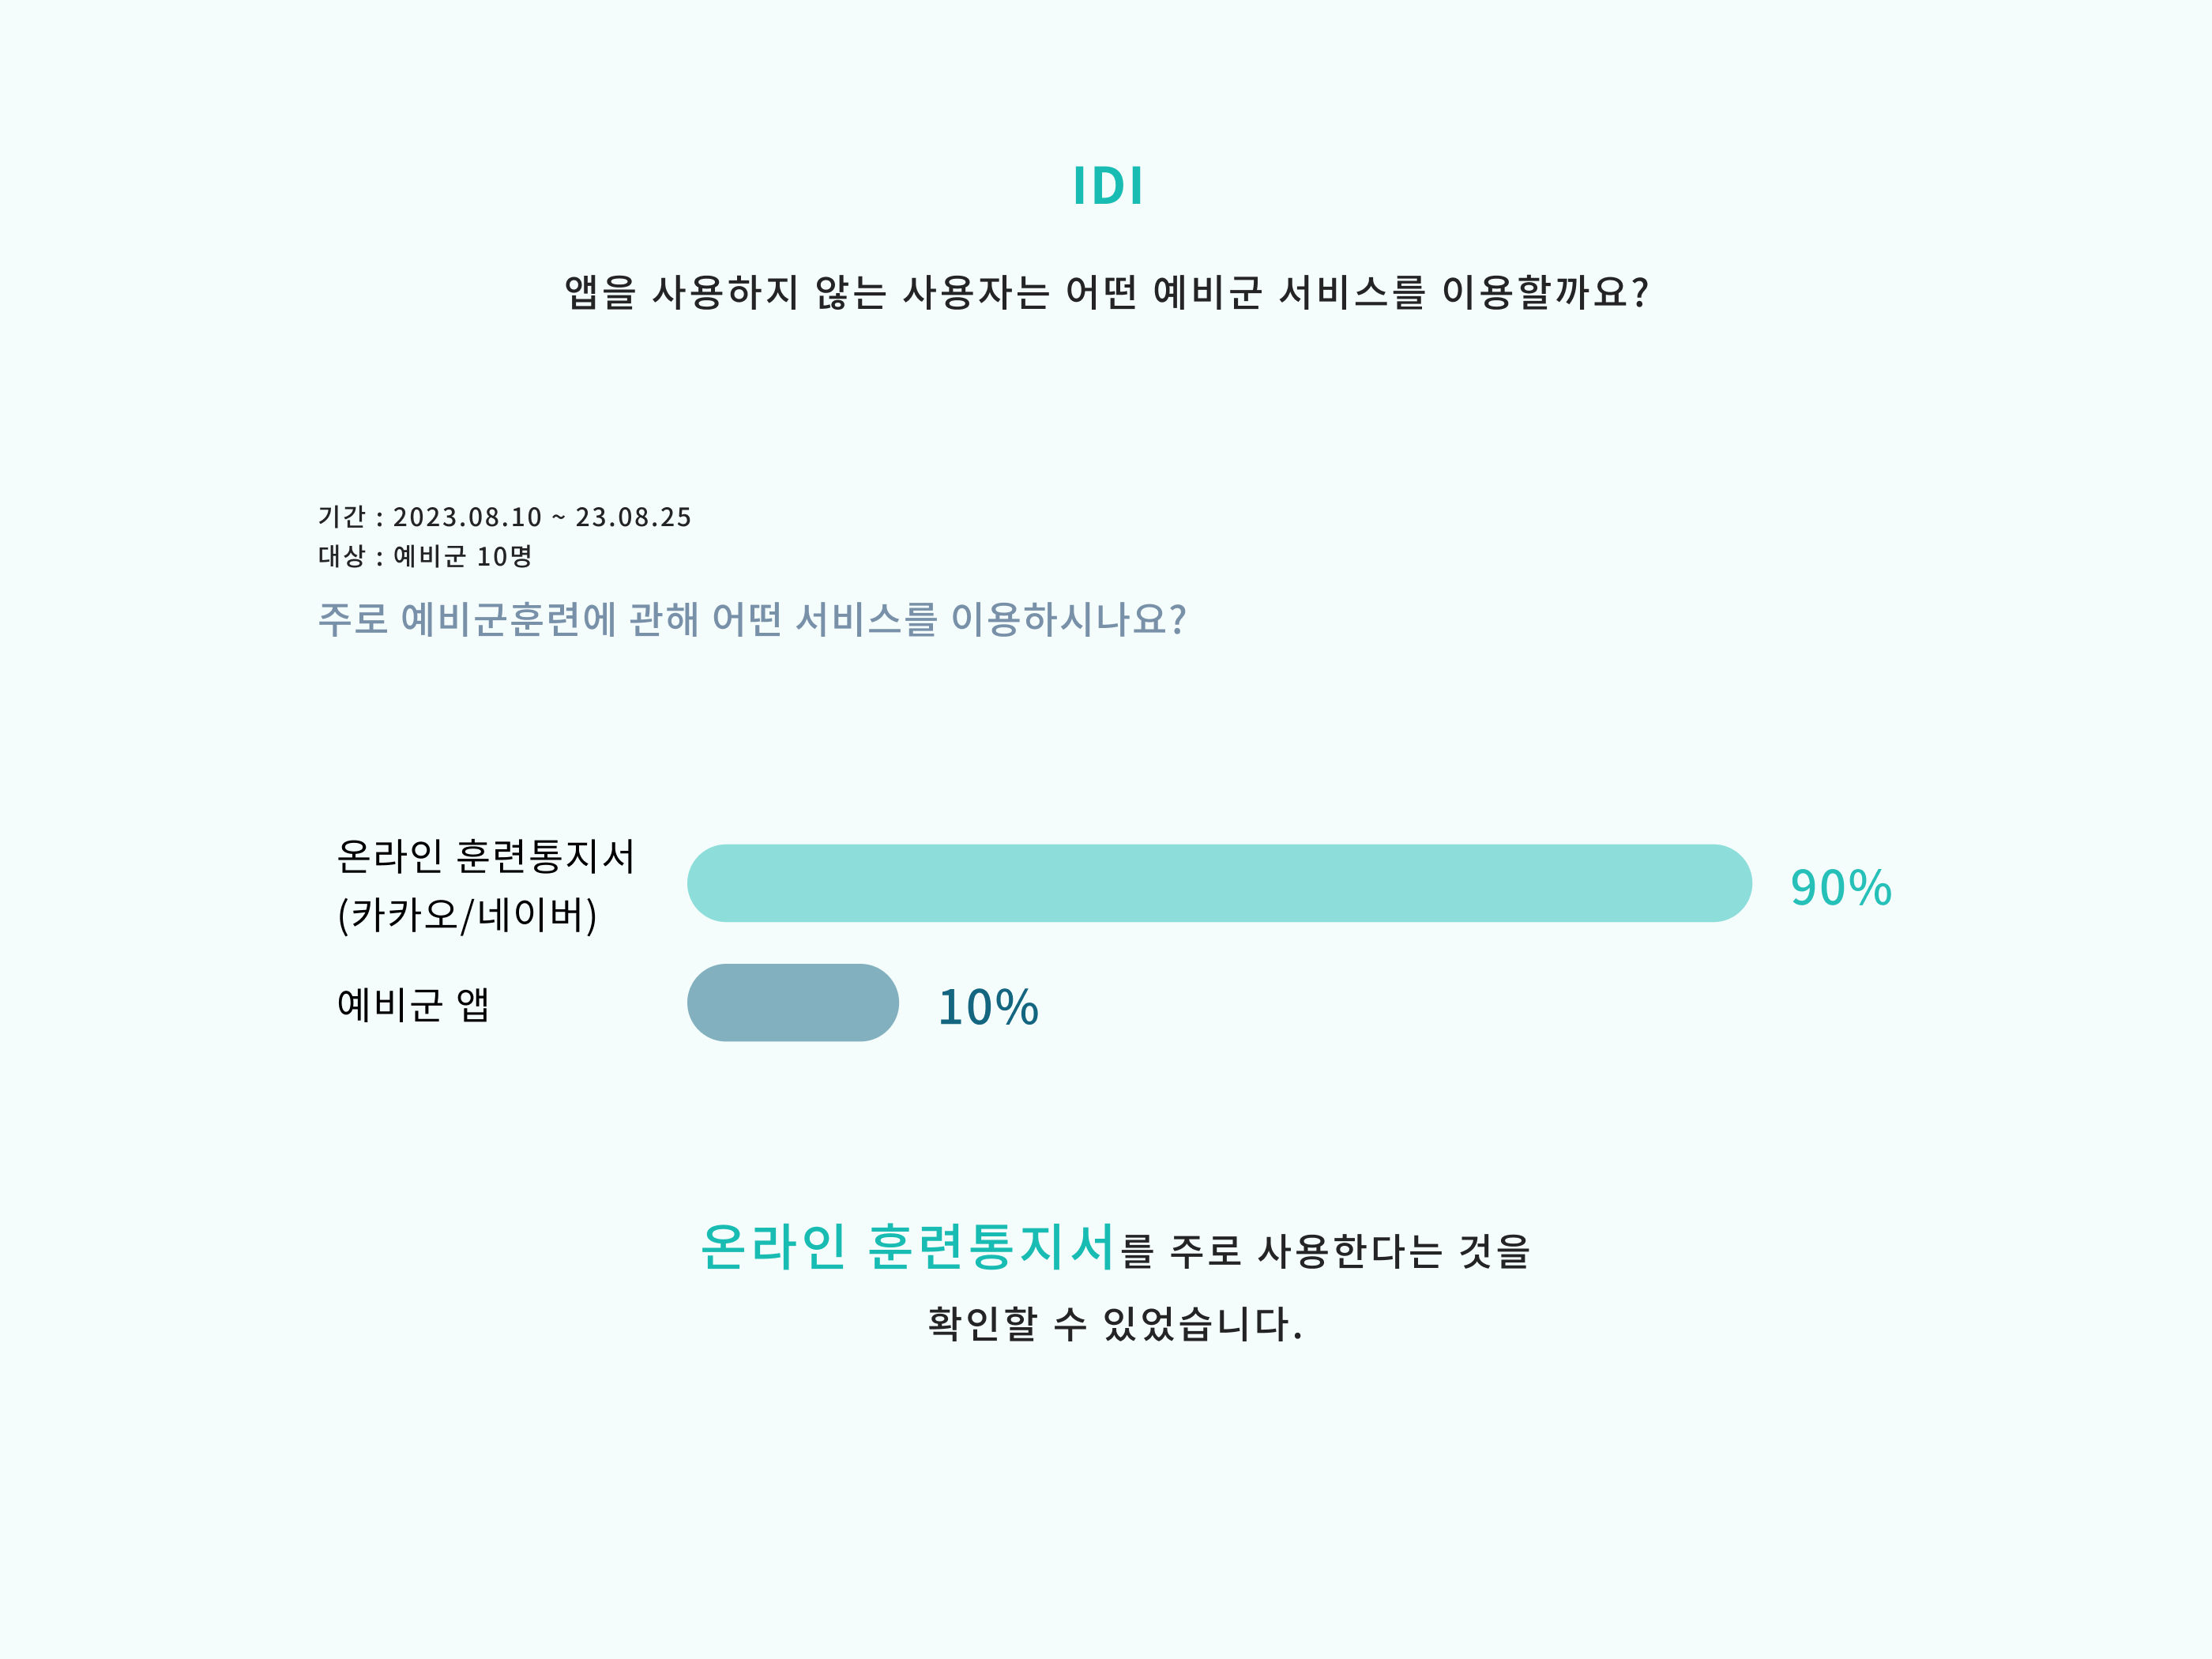 IDI
앱을 사용하지 않는 사용자는 어떤 예비군 서비스를 이용할까요?
기간 : 2023.08.10 ~ 23.08.25
대상 : 예비군 10명
주로 예비군훈련에 관해 어떤 서비스를 이용하시나요?
온라인 훈련통지서
(카카오/네이버)
90%
예비군 앱
10%
온라인 훈련통지서를 주로 사용한다는 것을
확인할 수 있었습니다.